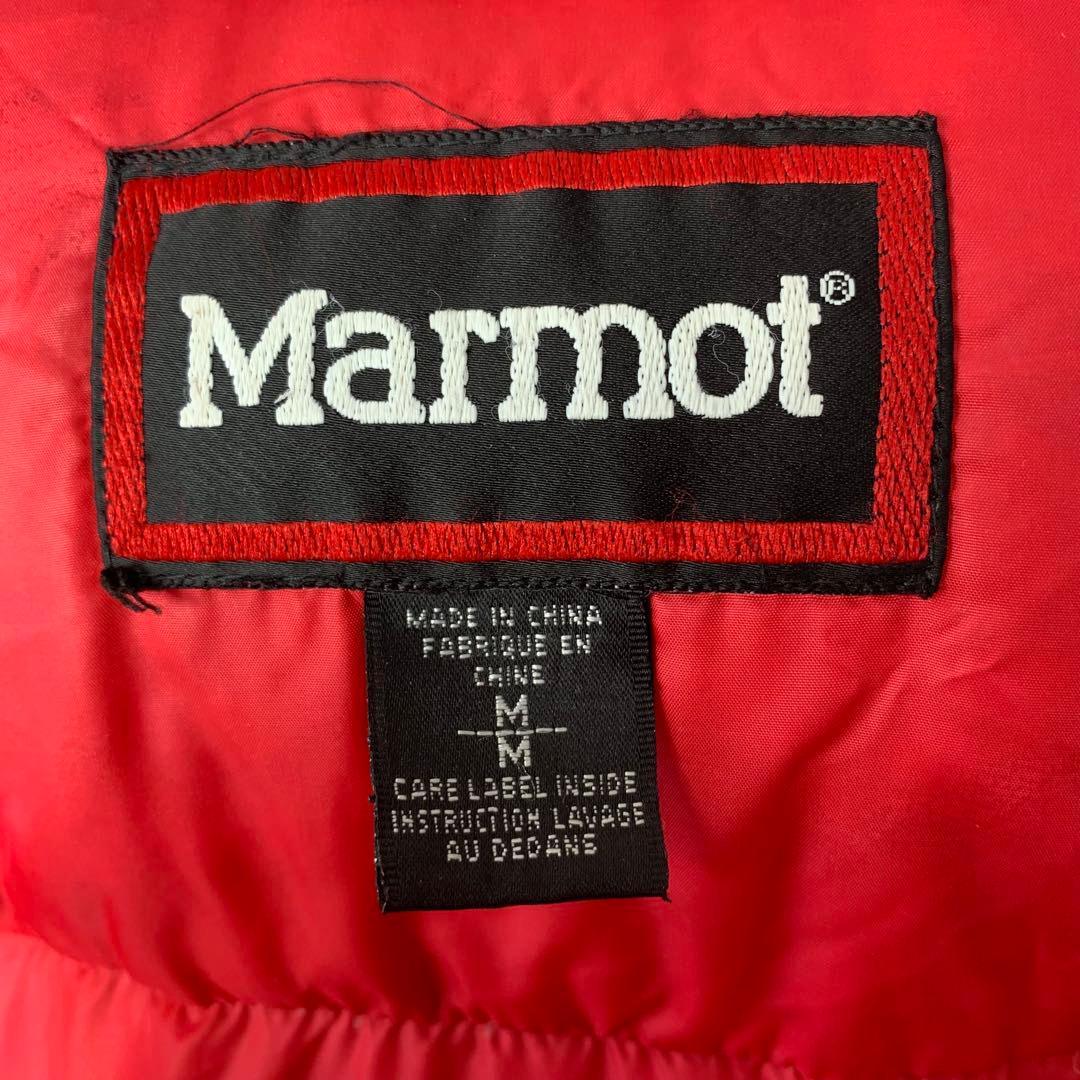 Marmot®
MADE IN CHINA
FABRIQUE EN
CHINE
M
M
CARE LABEL INSIDE
INSTRUCTION LAVAGE
AU DEDANS